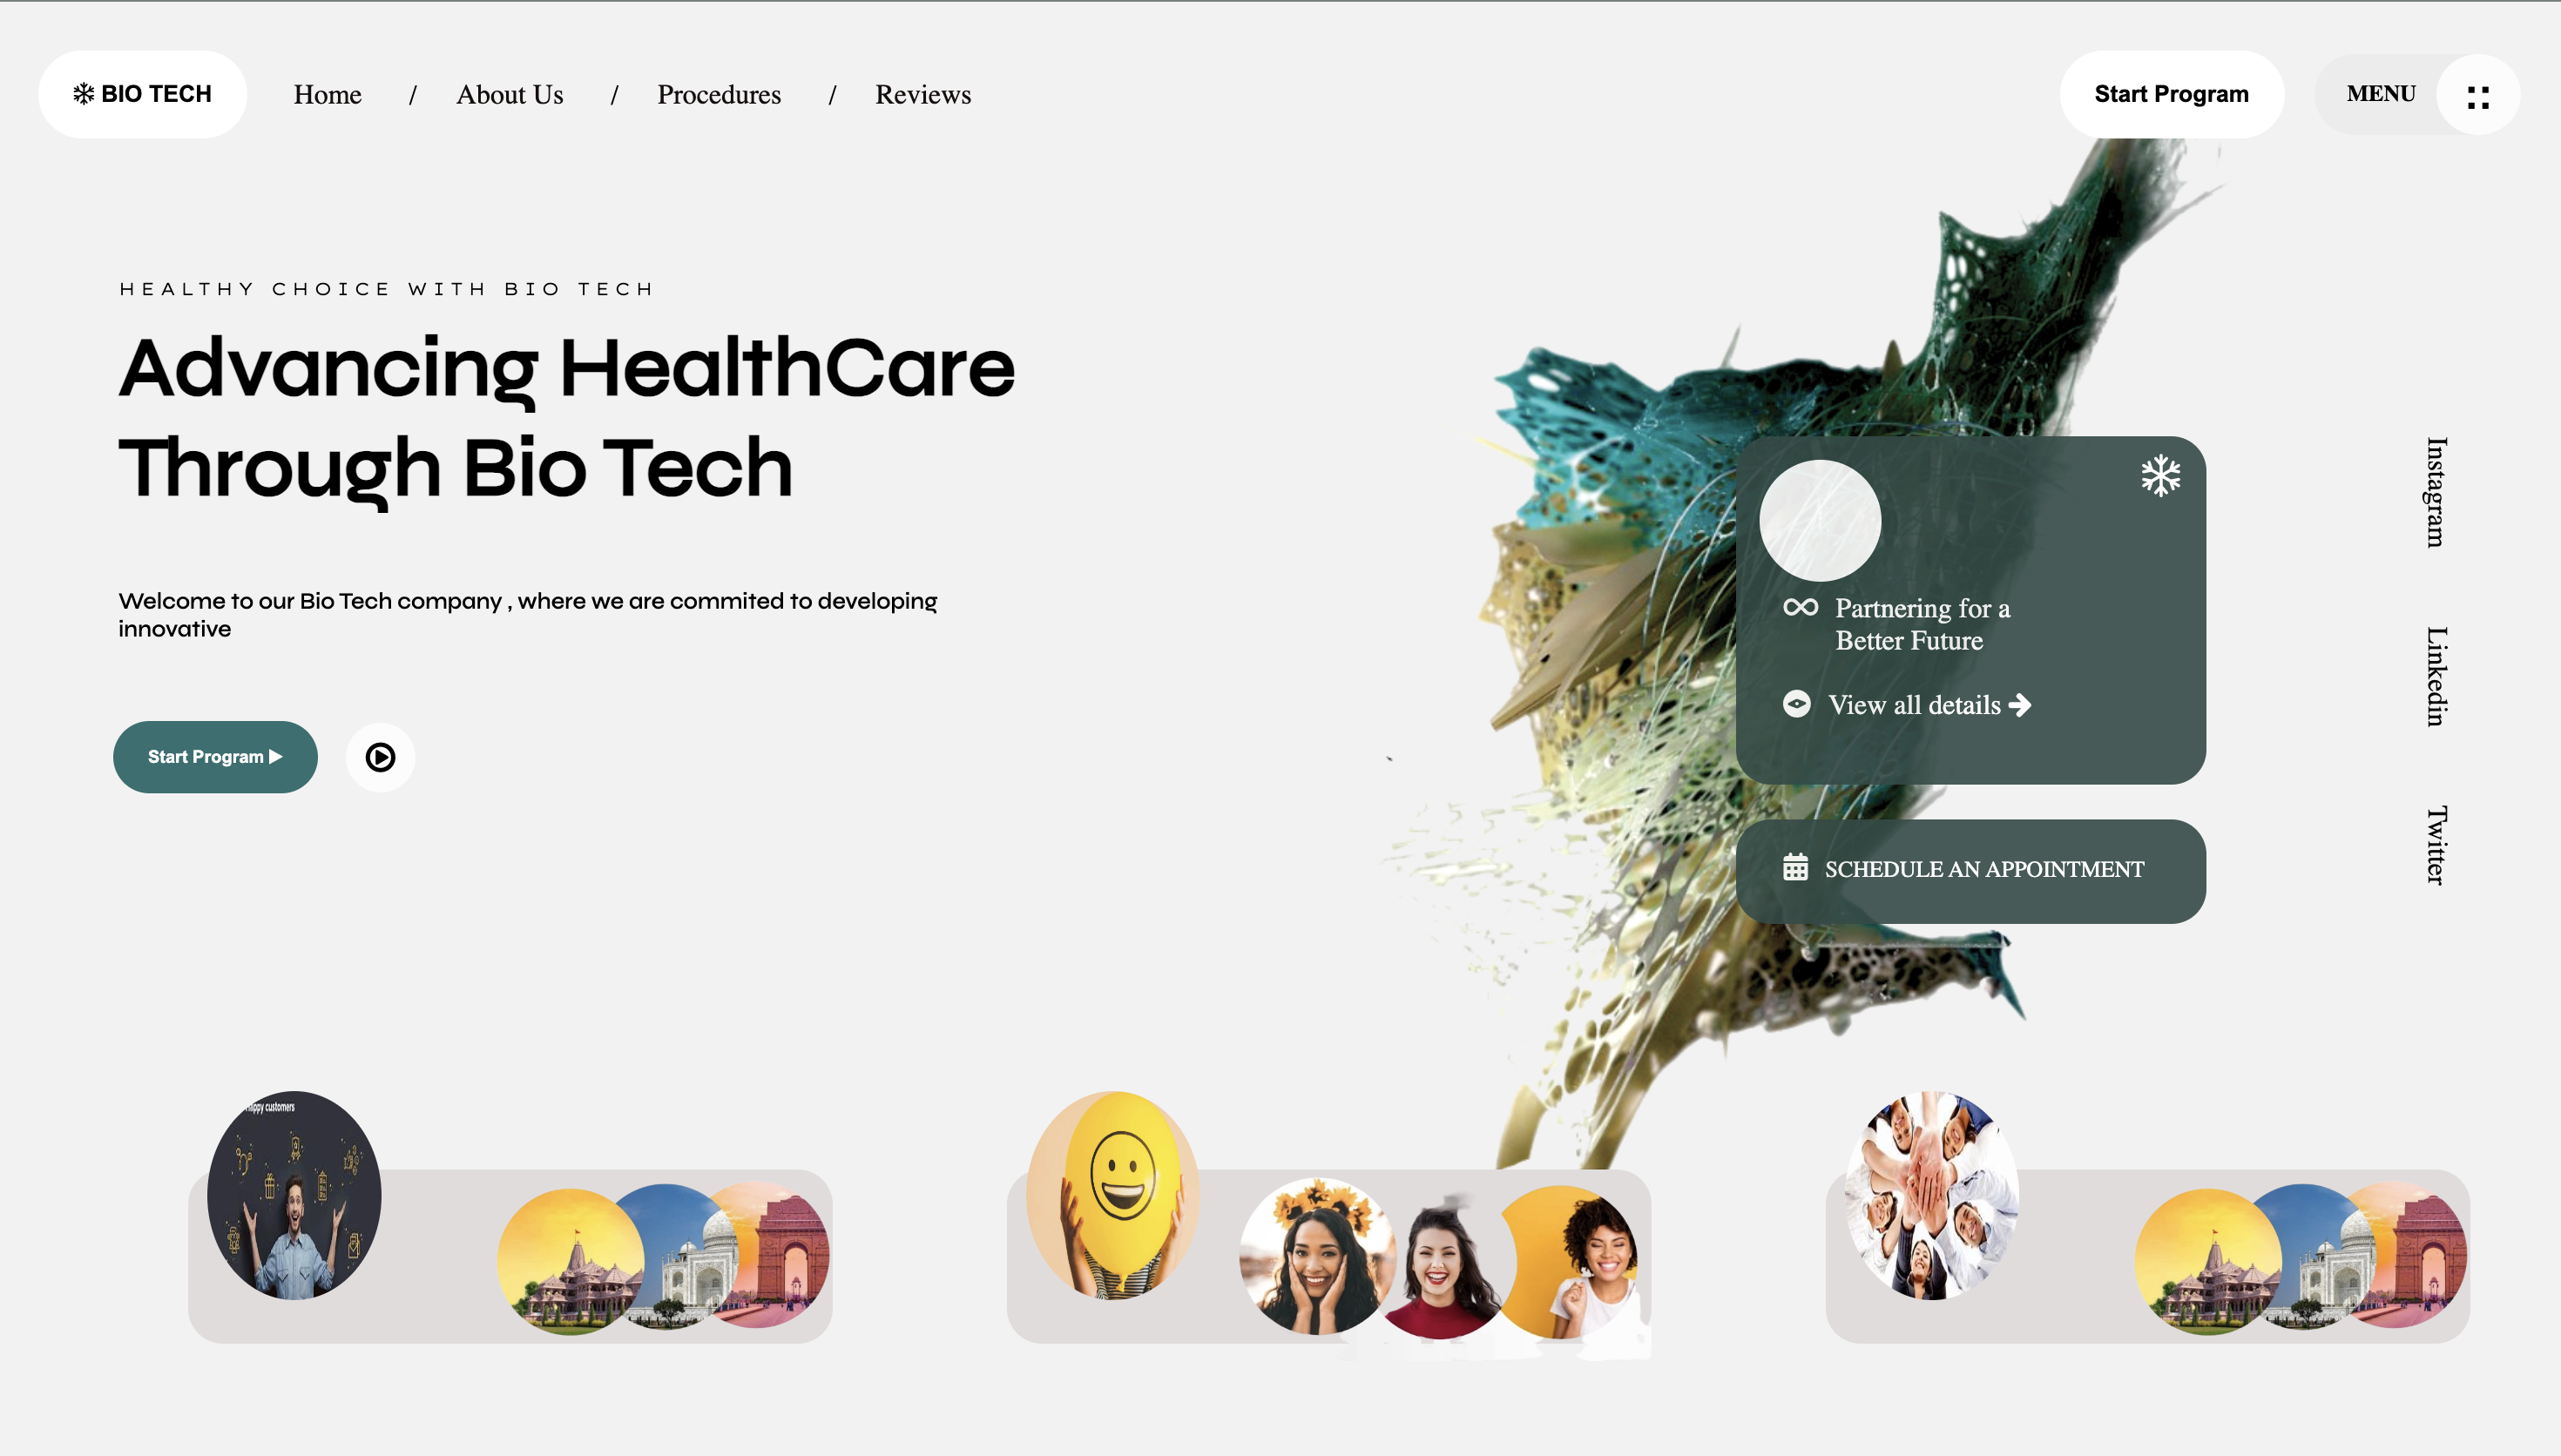 BIO TECH
Home / About Us / Procedures / Reviews
Start Program
MENU
HEALTHY CHOICE WITH BIO TECH
Advancing HealthCare
Through Bio Tech
Welcome to our Bio Tech company , where we are commited to developing
innovative
Start Program
Partnering for a
Better Future
View all details
SCHEDULE AN APPOINTMENT
Instagram
Linkedin
Twitter
happy customers